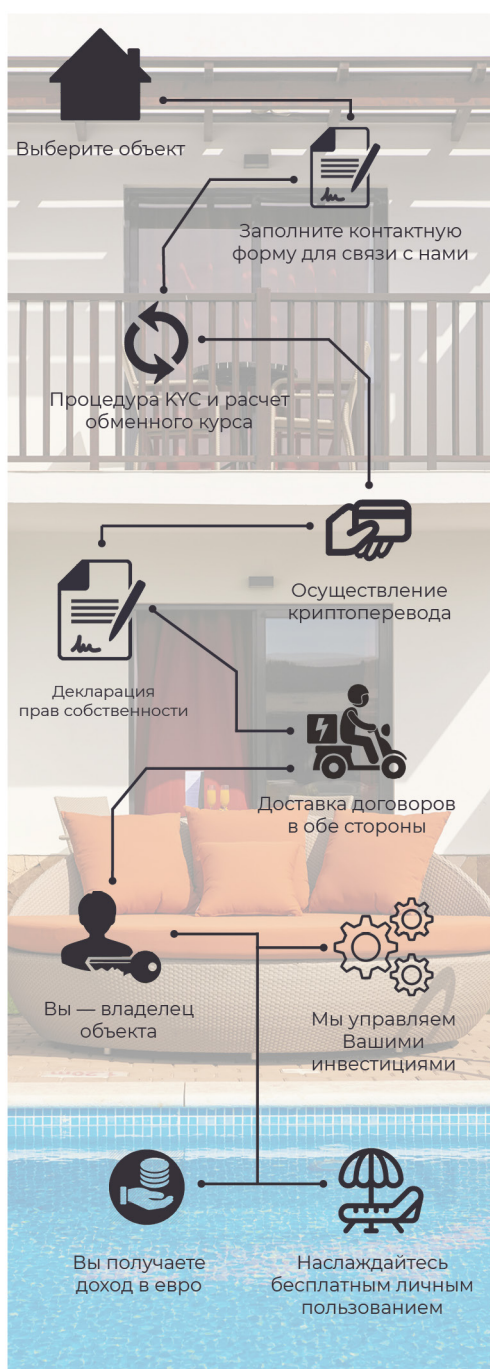 Выберите объект
Заполните контактную
форму для связи с нами
Процедура KYC и расчет
обменного курса
Осуществление
криптоперевода
Декларация
прав собственности
Доставка договоров
в обе стороны
Вы — владелец
объекта
Мы управляем
Вашими
инвестициями
Вы получаете
доход в евро
Наслаждайтесь
бесплатным личным
пользованием